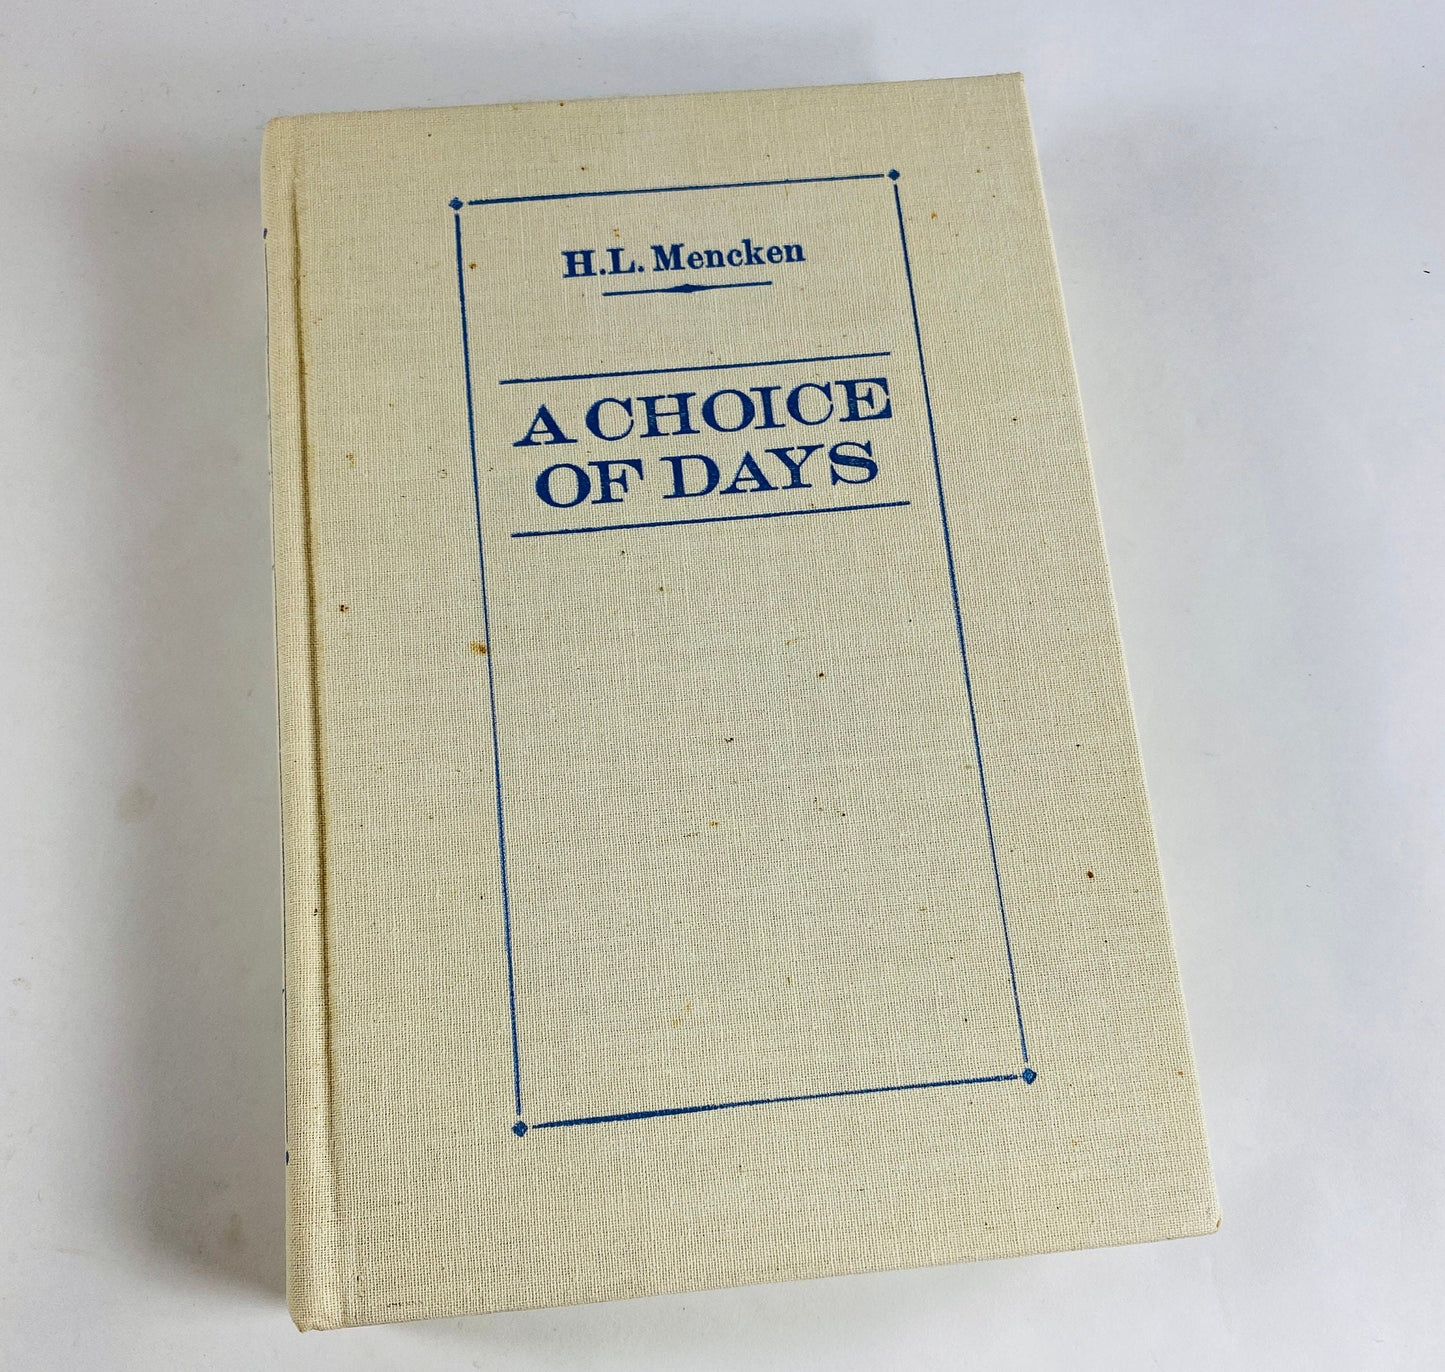 H.L. Mencken
A CHOICE
OF DAYS